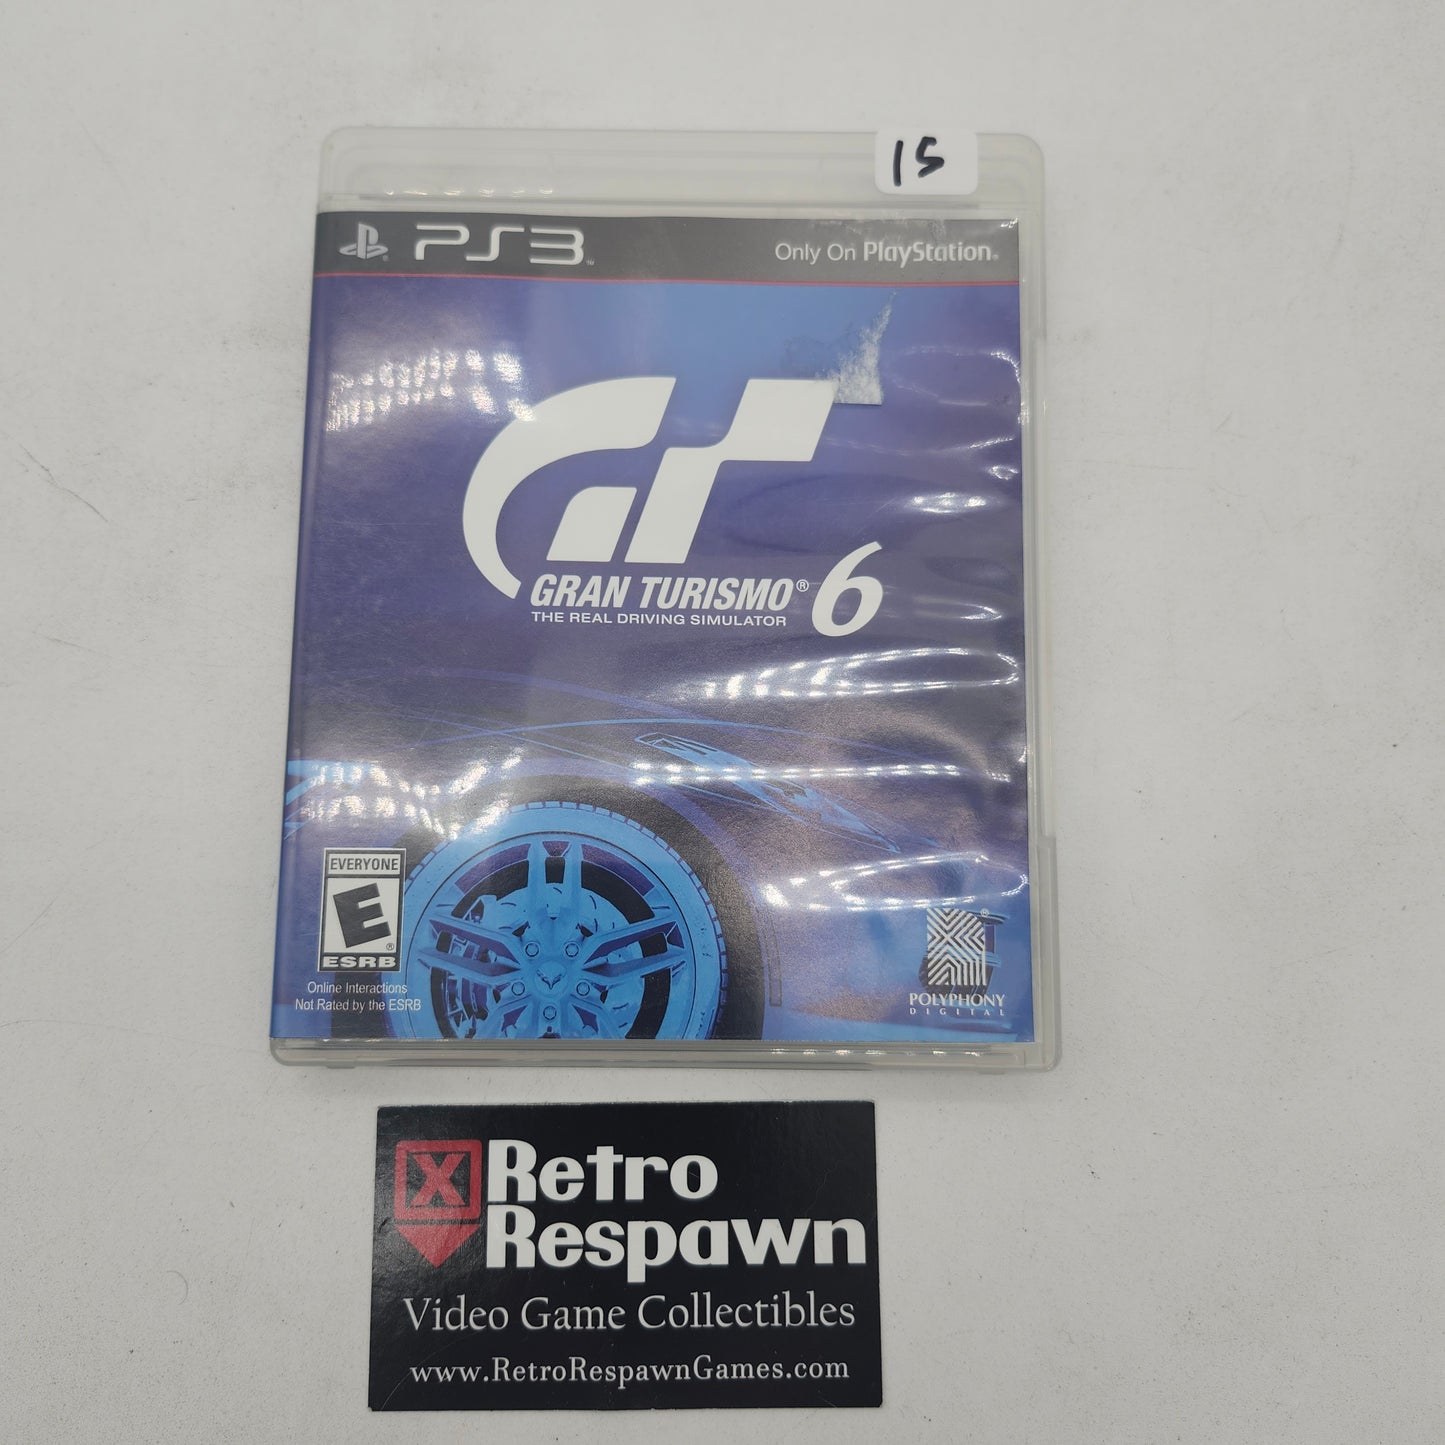 15
PS3™
Only On PlayStation®
GRAN TURISMO® 6
THE REAL DRIVING SIMULATOR
EVERYONE
E
ESRB
Online Interactions
Not Rated by the ESRB
POLYPHONY
DIGITAL
X Retro
Respawn
Video Game Collectibles
www.RetroRespawnGames.com